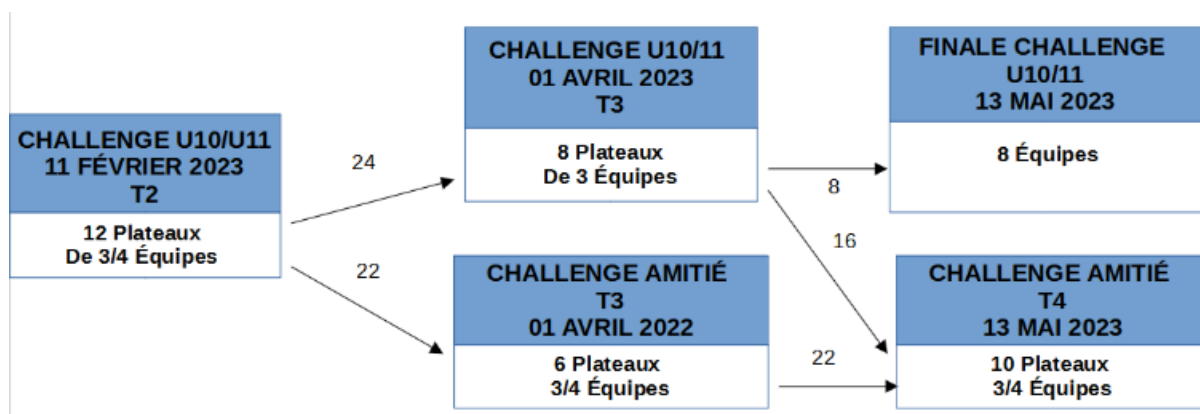 CHALLENGE U10/U11
11 FÉVRIER 2023
T2
12 Plateaux
De 3/4 Équipes
24
22
CHALLENGE U10/11
01 AVRIL 2023
T3
8 Plateaux
De 3 Équipes
CHALLENGE AMITIÉ
T3
01 AVRIL 2022
6 Plateaux
3/4 Équipes
8
16
22
FINALE CHALLENGE
U10/11
13 MAI 2023
8 Équipes
CHALLENGE AMITIÉ
T4
13 MAI 2023
10 Plateaux
3/4 Équipes